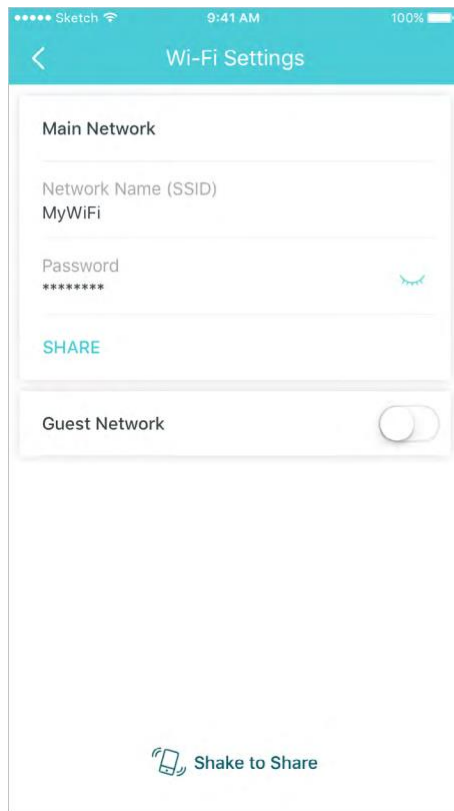 Sketch 9:41 AM 100%
Wi-Fi Settings
Main Network
Network Name (SSID)
MyWiFi
Password
********
SHARE
Guest Network
Shake to Share